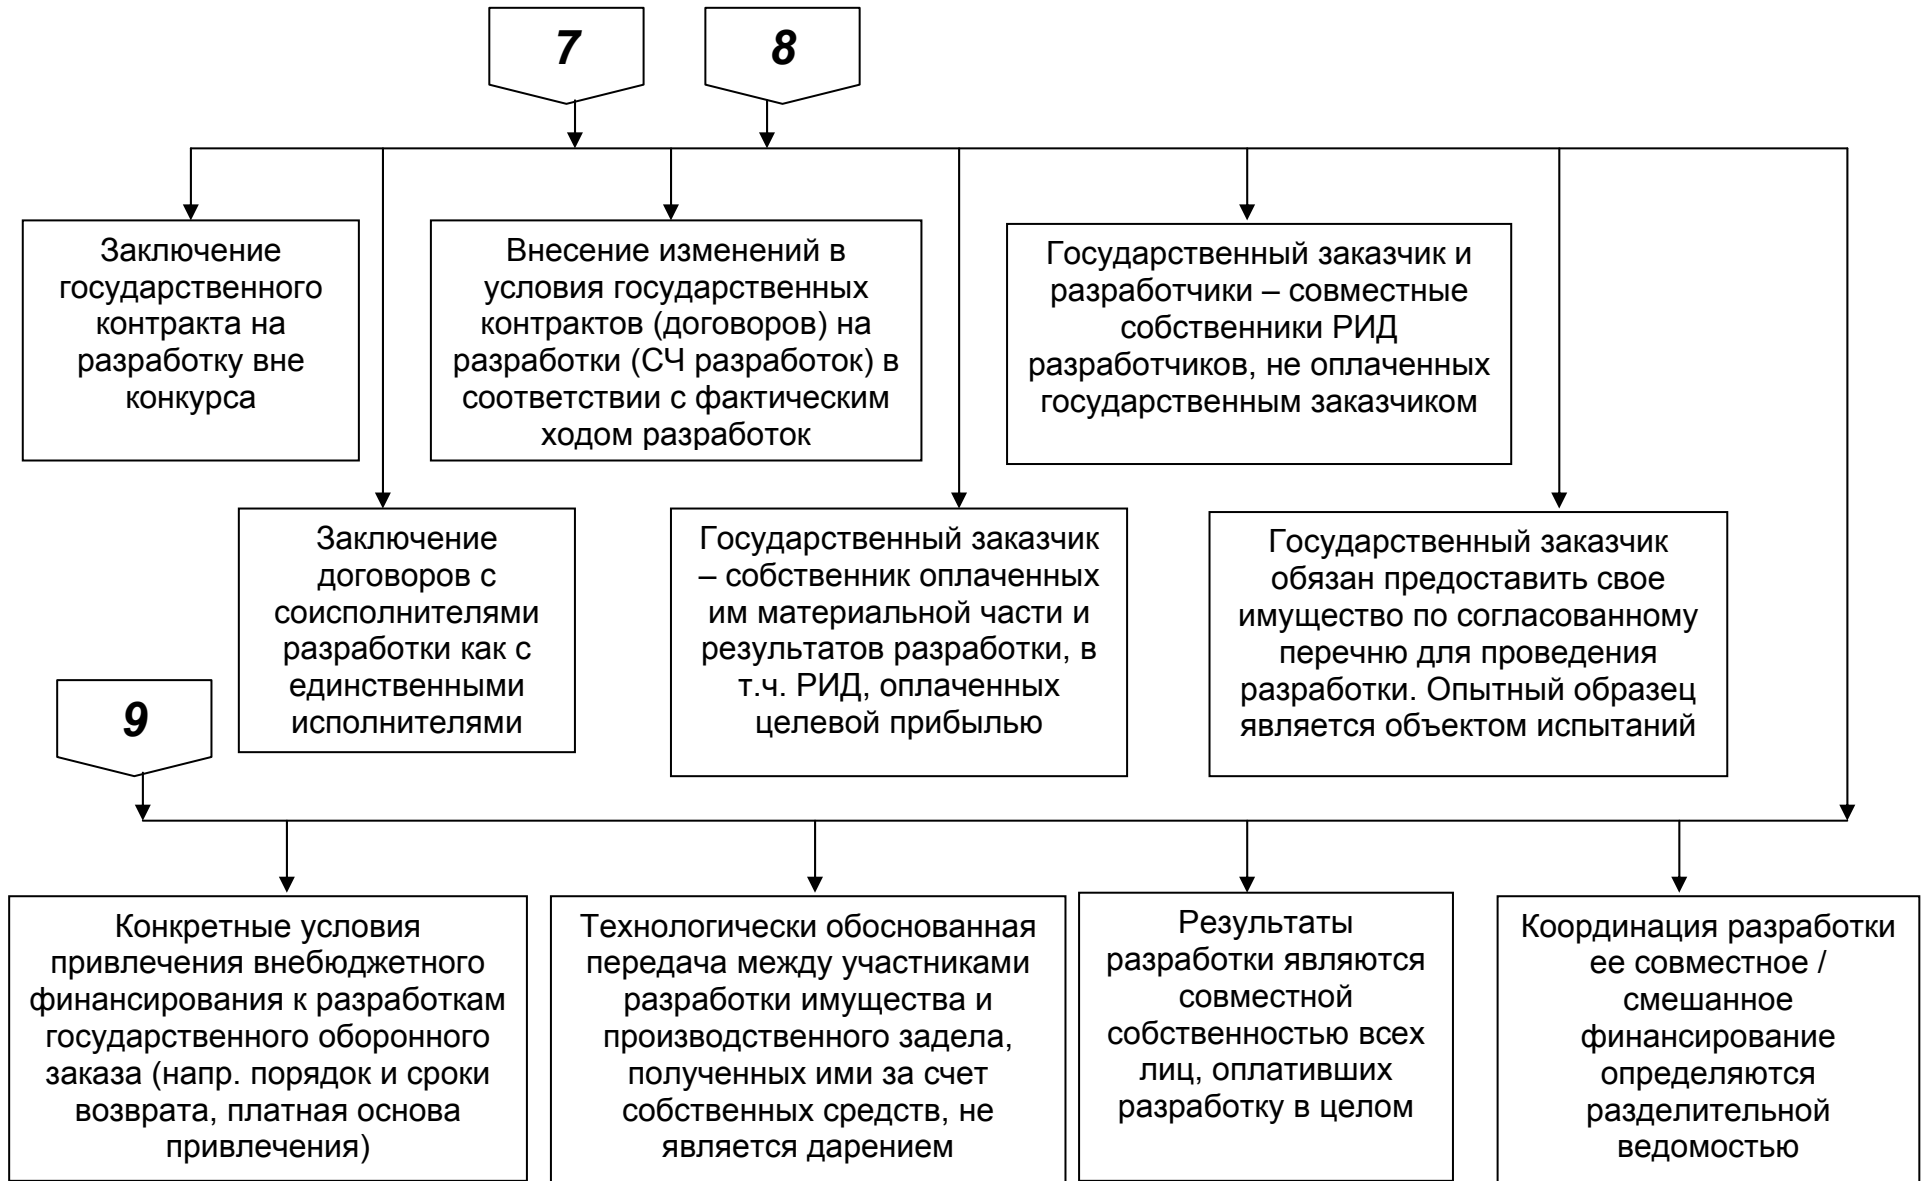 7
8
Заключение
государственного
контракта на
разработку вне
конкурса
Внесение изменений в
условия государственных
контрактов (договоров) на
разработки (СЧ разработок) в
соответствии с фактическим
ходом разработок
Государственный заказчик и
разработчики – совместные
собственники РИД
разработчиков, не оплаченных
государственным заказчиком
Заключение
договоров с
соисполнителями
разработки как с
единственными
исполнителями
Государственный заказчик
– собственник оплаченных
им материальной части и
результатов разработки, в
т.ч. РИД, оплаченных
целевой прибылью
Государственный заказчик
обязан предоставить свое
имущество по согласованному
перечню для проведения
разработки. Опытный образец
является объектом испытаний
9
Конкретные условия
привлечения внебюджетного
финансирования к разработкам
государственного оборонного
заказа (напр. порядок и сроки
возврата, платная основа
привлечения)
Технологически обоснованная
передача между участниками
разработки имущества и
производственного задела,
полученных ими за счет
собственных средств, не
является дарением
Результаты
разработки являются
совместной
собственностью всех
лиц, оплативших
разработку в целом
Координация разработки
ее совместное /
смешанное
финансирование
определяются
разделительной
ведомостью